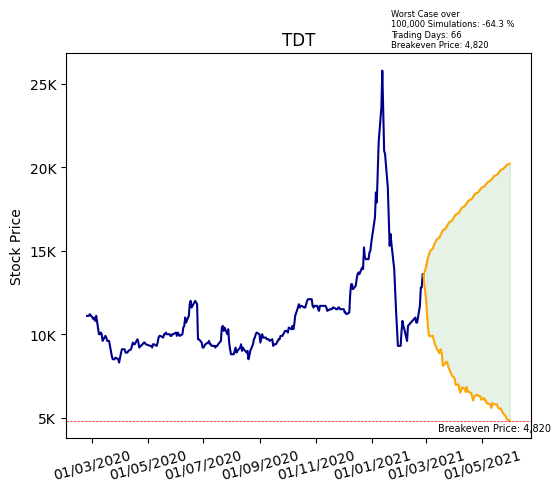 Worst Case over
100,000 Simulations: -64.3 %
Trading Days: 66
Breakeven Price: 4,820
TDT
Stock Price
25K
20K
15K
10K
5K
Breakeven Price: 4,820
01/03/2020 01/05/2020 01/07/2020 01/09/2020 01/11/2020 01/01/2021 01/03/2021 01/05/2021